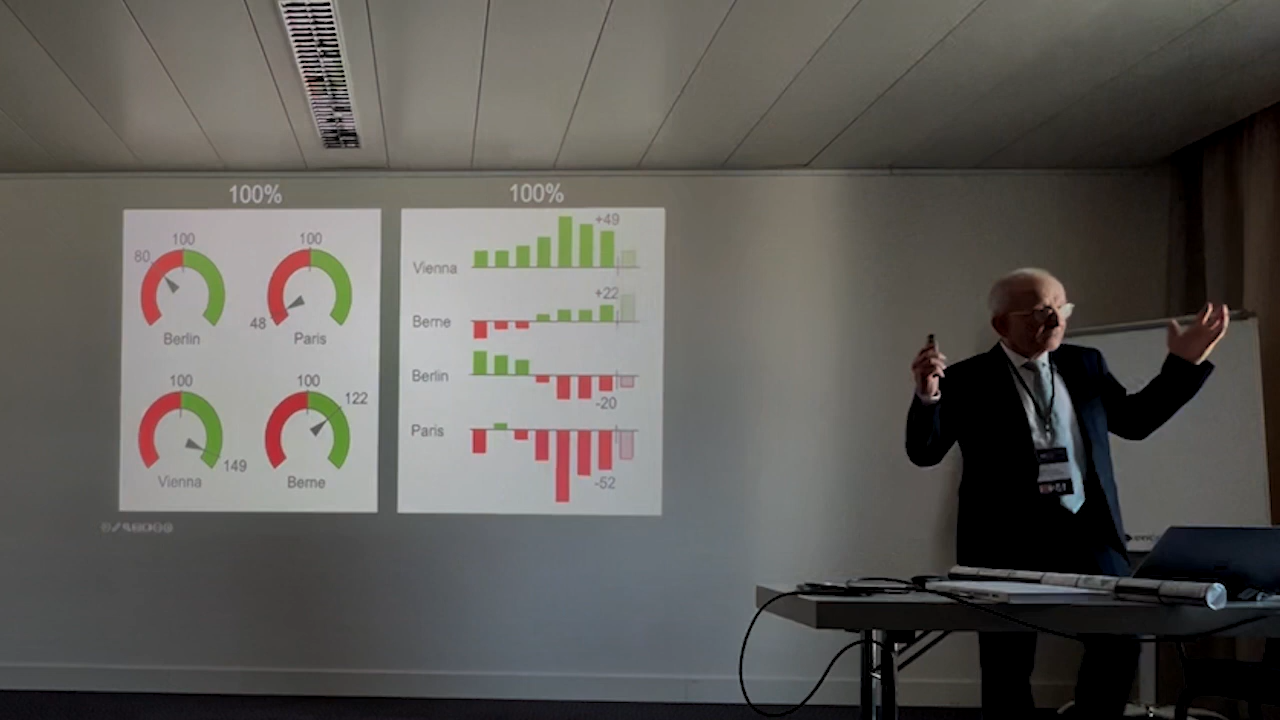 100%
100
80
Berlin
100
48
Paris
100
149
Vienna
100
122
Berne
100%
+49
Vienna
+22
Berne
Berlin
-20
Paris
-52